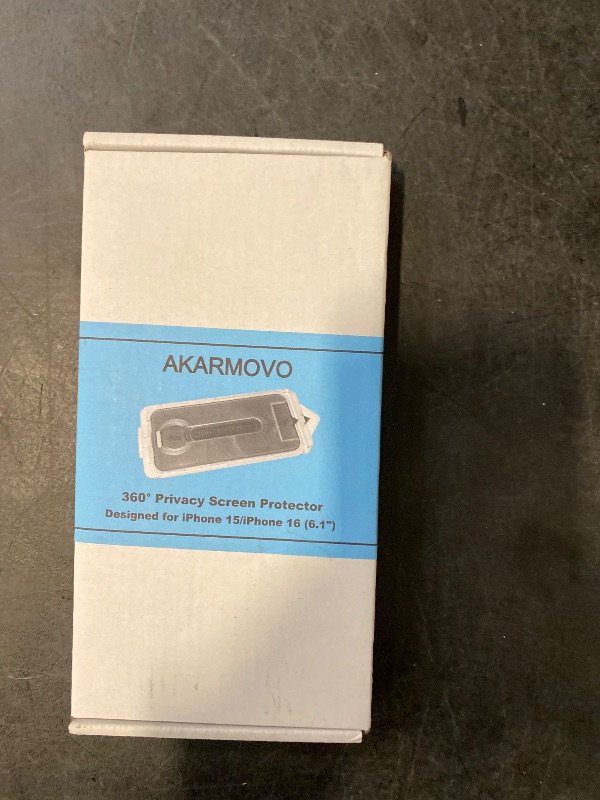 AKARMOVO
360° Privacy Screen Protector
Designed for iPhone 15/iPhone 16 (6.1")